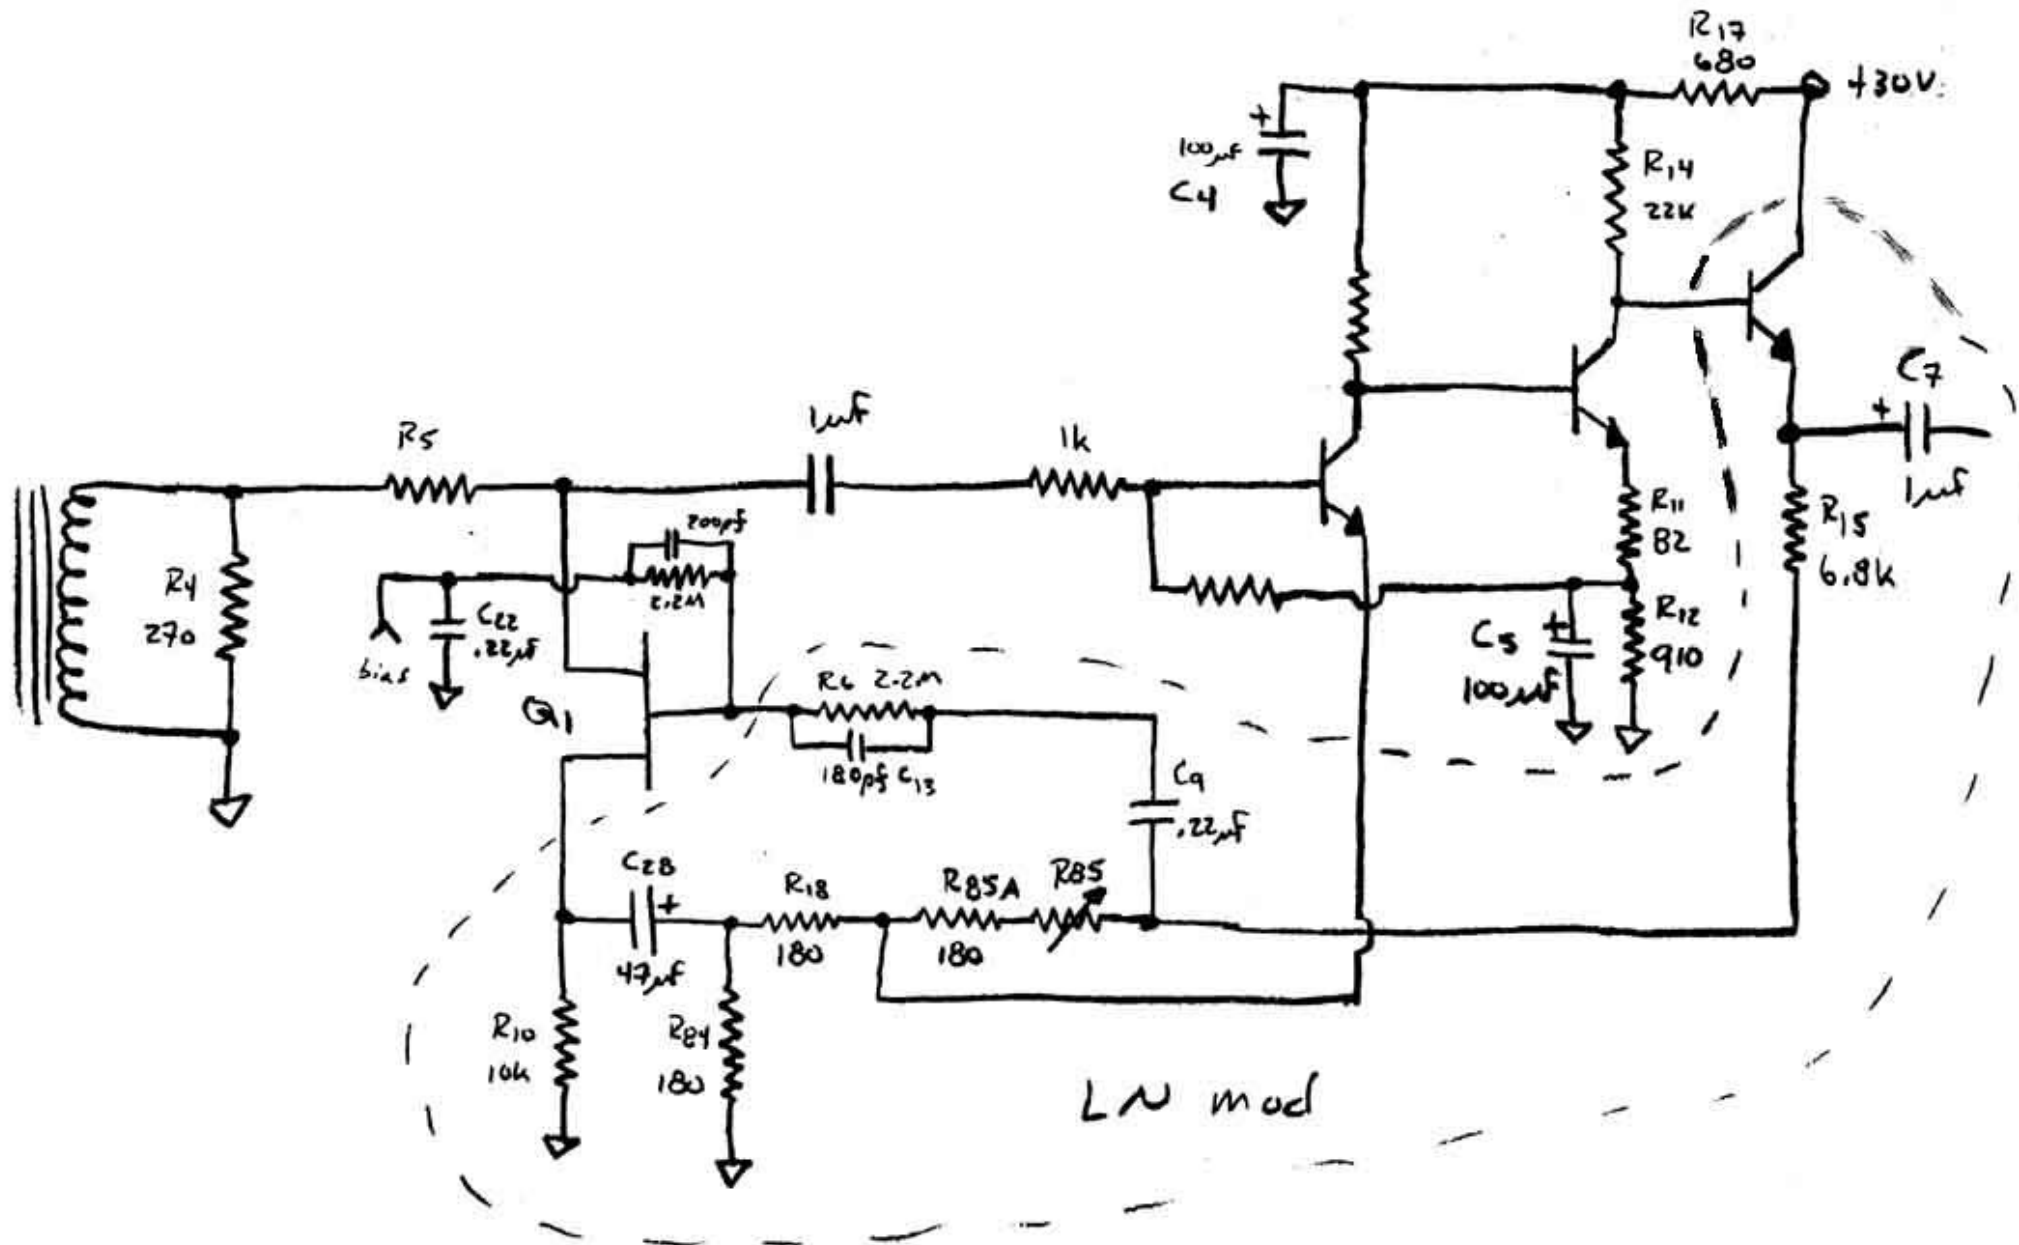 R17
680
+30V
+
100µf
C4
R14
22K
C7
+
1µf
R5
1µf
1k
R11
82
R15
6.8k
200pf
2.2M
R4
270
C22
.22µf
bias
R12
910
+
C5
100µf
R6 2.2M
Q1
180pf C13
C9
.22µf
C28
+
47µf
R18
180
R85A
180
R85
R10
10k
R84
180
LN mod